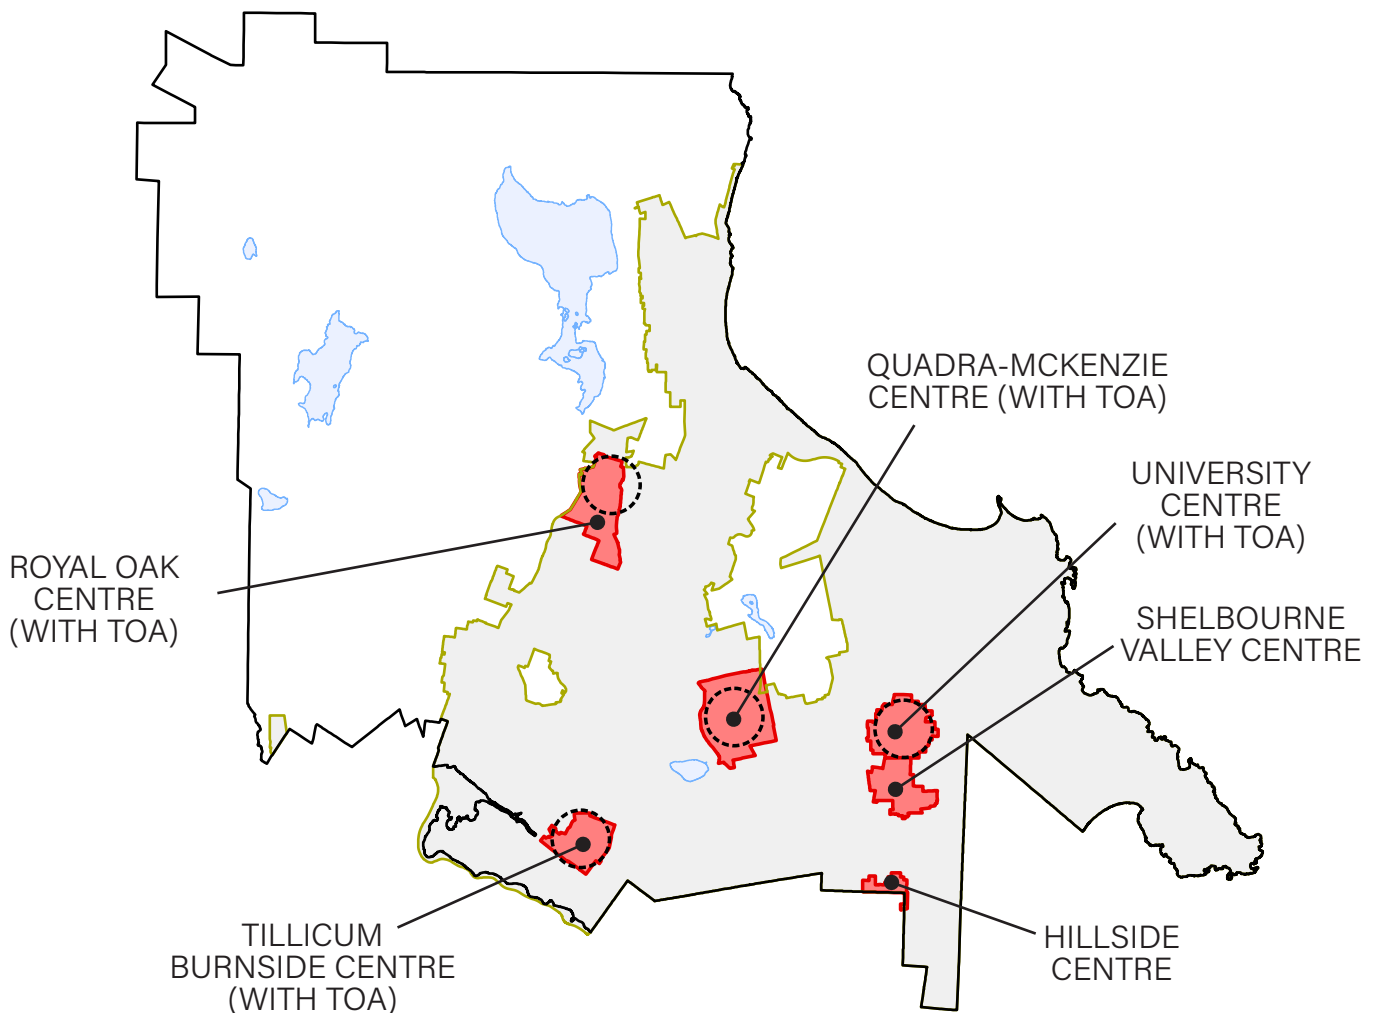 QUADRA-MCKENZIE
CENTRE (WITH TOA)
UNIVERSITY
CENTRE
(WITH TOA)
ROYAL OAK
CENTRE
(WITH TOA)
SHELBOURNE
VALLEY CENTRE
TILLICUM
BURNSIDE CENTRE
(WITH TOA)
HILLSIDE
CENTRE